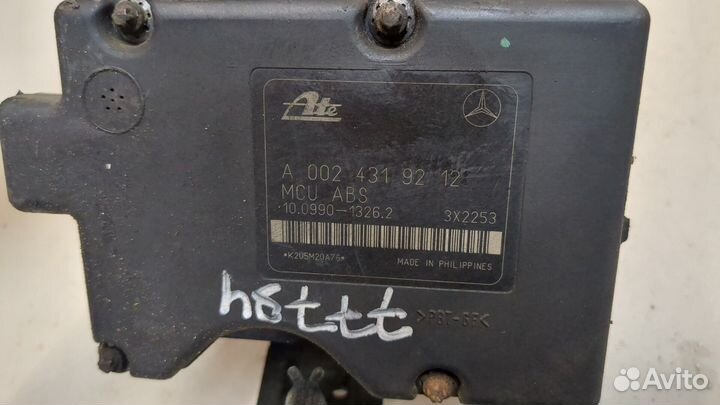 Ate
A 002 431 92 12
MCU ABS
10.0990-1326.2 3X2253
*K205M20A76*
MADE IN PHILIPPINES
>PBT-GF<
Avito